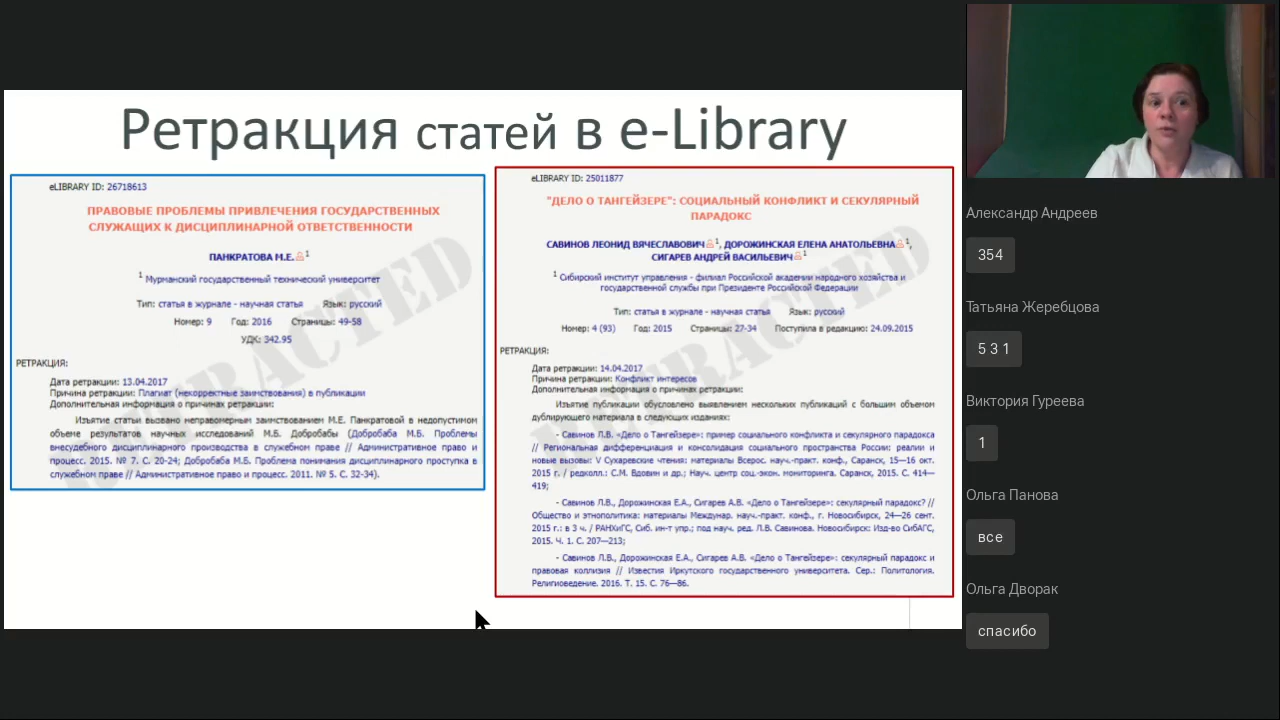 Ретракция статей в e-Library
eLIBRARY ID: 26718613
ПРАВОВЫЕ ПРОБЛЕМЫ ПРИВЛЕЧЕНИЯ ГОСУДАРСТВЕННЫХ
СЛУЖАЩИХ К ДИСЦИПЛИНАРНОЙ ОТВЕТСТВЕННОСТИ
ПАНКРАТОВА М.Е. 1
1 Мурманский государственный технический университет
Тип: статья в журнале - научная статья Язык: русский
Номер: 9 Год: 2016 Страницы: 49-58
УДК: 342.95
РЕТРАКЦИЯ:
Дата ретракции: 13.04.2017
Причина ретракции: Плагиат (некорректные заимствования) в публикации
Дополнительная информация о причинах ретракции:
Изъятие статьи вызвано неправомерным заимствованием М.Е. Панкратовой в недопустимом
объеме результатов научных исследований М.Б. Добробабы (Добробаба М.Б. Проблемы
внесудебного дисциплинарного производства в служебном праве // Административное право и
процесс. 2015. № 7. С. 20-24; Добробаба М.Б. Проблема понимания дисциплинарного проступка в
служебном праве // Административное право и процесс. 2011. № 5. С. 32-34).
RETRACTED
eLIBRARY ID: 25011877
"ДЕЛО О ТАНГЕЙЗЕРЕ": СОЦИАЛЬНЫЙ КОНФЛИКТ И СЕКУЛЯРНЫЙ
ПАРАДОКС
САВИНОВ ЛЕОНИД ВЯЧЕСЛАВОВИЧ 1, ДОРОЖИНСКАЯ ЕЛЕНА АНАТОЛЬЕВНА 1,
СИГАРЕВ АНДРЕЙ ВАСИЛЬЕВИЧ 1
1 Сибирский институт управления - филиал Российской академии народного хозяйства и
государственной службы при Президенте Российской Федерации
Тип: статья в журнале - научная статья Язык: русский
Номер: 4 (93) Год: 2015 Страницы: 27-34 Поступила в редакцию: 24.09.2015
РЕТРАКЦИЯ:
Дата ретракции: 14.04.2017
Причина ретракции: Конфликт интересов
Дополнительная информация о причинах ретракции:
Изъятие публикации обусловлено выявлением нескольких публикаций с большим объемом
дублирующего материала в следующих изданиях:
- Савинов Л.В. «Дело о Тангейзере»: пример социального конфликта и секулярного парадокса
// Региональная дифференциация и консолидация социального пространства России: реалии и
новые вызовы: V Сухаревские чтения: материалы Всерос. науч.-практ. конф., Саранск, 15—16 окт.
2015 г. / редколл.: С.М. Вдовин и др.; Науч. центр соц.-экон. мониторинга. Саранск, 2015. С. 414—
419;
- Савинов Л.В., Дорожинская Е.А., Сигарев А.В. «Дело о Тангейзере»: секулярный парадокс? //
Общество и этнополитика: материалы Междунар. науч.-практ. конф., г. Новосибирск, 24—26 сент.
2015 г.: в 3 ч. / РАНХиГС, Сиб. ин-т упр.; под науч. ред. Л.В. Савинова. Новосибирск: Изд-во СибАГС,
2015. Ч. 1. С. 207—213;
- Савинов Л.В., Дорожинская Е.А., Сигарев А.В. «Дело о Тангейзере»: секулярный парадокс и
правовая коллизия // Известия Иркутского государственного университета. Сер.: Политология.
Религиоведение. 2016. Т. 15. С. 76—86.
RETRACTED
Александр Андреев
354
Татьяна Жеребцова
5 3 1
Виктория Гуреева
1
Ольга Панова
все
Ольга Дворак
спасибо